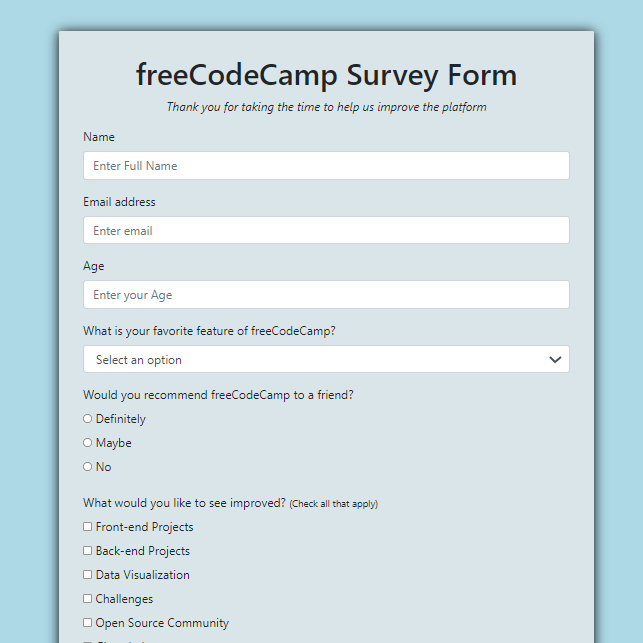 freeCodeCamp Survey Form
Thank you for taking the time to help us improve the platform
Name
Enter Full Name
Email address
Enter email
Age
Enter your Age
What is your favorite feature of freeCodeCamp?
Select an option
Would you recommend freeCodeCamp to a friend?
Definitely
Maybe
No
What would you like to see improved? (Check all that apply)
Front-end Projects
Back-end Projects
Data Visualization
Challenges
Open Source Community